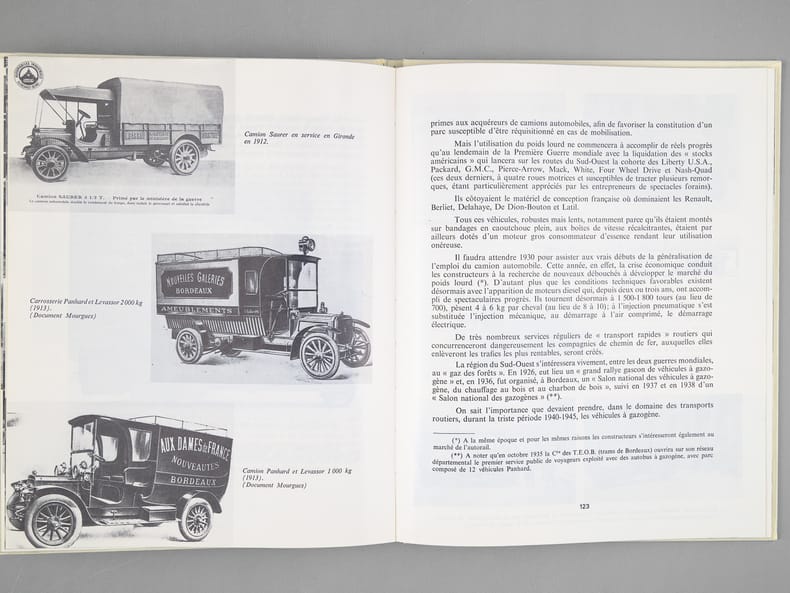 Camion Saurer en service en Gironde
en 1912.
Camion SAURER 4 1/2 T. Primé par le ministère de la guerre
NOUVELLES GALERIES
BORDEAUX
AMEUBLEMENTS
Carrosserie Panhard et Levassor 2 000 kg
(1913).
(Document Mourgues)
AUX DAMES de FRANCE
NOUVEAUTES
BORDEAUX
Camion Panhard et Levassor 1 000 kg
(1913).
(Document Mourgues)
primes aux acquéreurs de camions automobiles, afin de favoriser la constitution d'un
parc susceptible d'être réquisitionné en cas de mobilisation.
Mais l'utilisation du poids lourd ne commencera à accomplir de réels progrès
qu'au lendemain de la Première Guerre mondiale avec la liquidation des « stocks
américains » qui lancera sur les routes du Sud-Ouest la cohorte des Liberty U.S.A.,
Packard, G.M.C., Pierce-Arrow, Mack, White, Four Wheel Drive et Nash-Quad
(ces deux derniers, à quatre roues motrices et susceptibles de tracter plusieurs remor-
ques, étant particulièrement appréciés par les entrepreneurs de spectacles forains).
Ils côtoyaient le matériel de conception française où dominaient les Renault,
Berliet, Delahaye, De Dion-Bouton et Latil.
Tous ces véhicules, robustes mais lents, notamment parce qu'ils étaient montés
sur bandages en caoutchouc plein, aux boîtes de vitesse récalcitrantes, étaient par
ailleurs dotés d'un moteur gros consommateur d'essence rendant leur utilisation
onéreuse.
Il faudra attendre 1930 pour assister aux vrais débuts de la généralisation de
l'emploi du camion automobile. Cette année, en effet, la crise économique conduit
les constructeurs à la recherche de nouveaux débouchés à développer le marché du
poids lourd (*). D'autant plus que les conditions techniques favorables existent
désormais avec l'apparition de moteurs diesel qui, depuis deux ou trois ans, ont accom-
pli de spectaculaires progrès. Ils tournent désormais à 1 500-1 800 tours (au lieu de
700), pèsent 4 à 6 kg par cheval (au lieu de 8 à 10); à l'injection pneumatique s'est
substituée l'injection mécanique, au démarrage à l'air comprimé, le démarrage
électrique.
De très nombreux services réguliers de « transport rapides » routiers qui
concurrenceront dangereusement les compagnies de chemin de fer, auxquelles elles
enlèveront les trafics les plus rentables, seront créés.
La région du Sud-Ouest s'intéressera vivement, entre les deux guerres mondiales,
au « gaz des forêts ». En 1926, eut lieu un « grand rallye gascon de véhicules à gazo-
gène » et, en 1936, fut organisé, à Bordeaux, un « Salon national des véhicules à gazo-
gène, du chauffage au bois et au charbon de bois », suivi en 1937 et en 1938 d'un
« Salon national des gazogènes » (**).
On sait l'importance que devaient prendre, dans le domaine des transports
routiers, durant la triste période 1940-1945, les véhicules à gazogène.
(*) A la même époque et pour les mêmes raisons les constructeurs s'intéresseront également au
marché de l'autorail.
(**) A noter qu'en octobre 1935 la Cie des T.E.O.B. (trams de Bordeaux) ouvrira sur son réseau
départemental le premier service public de voyageurs exploité avec des autobus à gazogène, avec parc
composé de 12 véhicules Panhard.
123